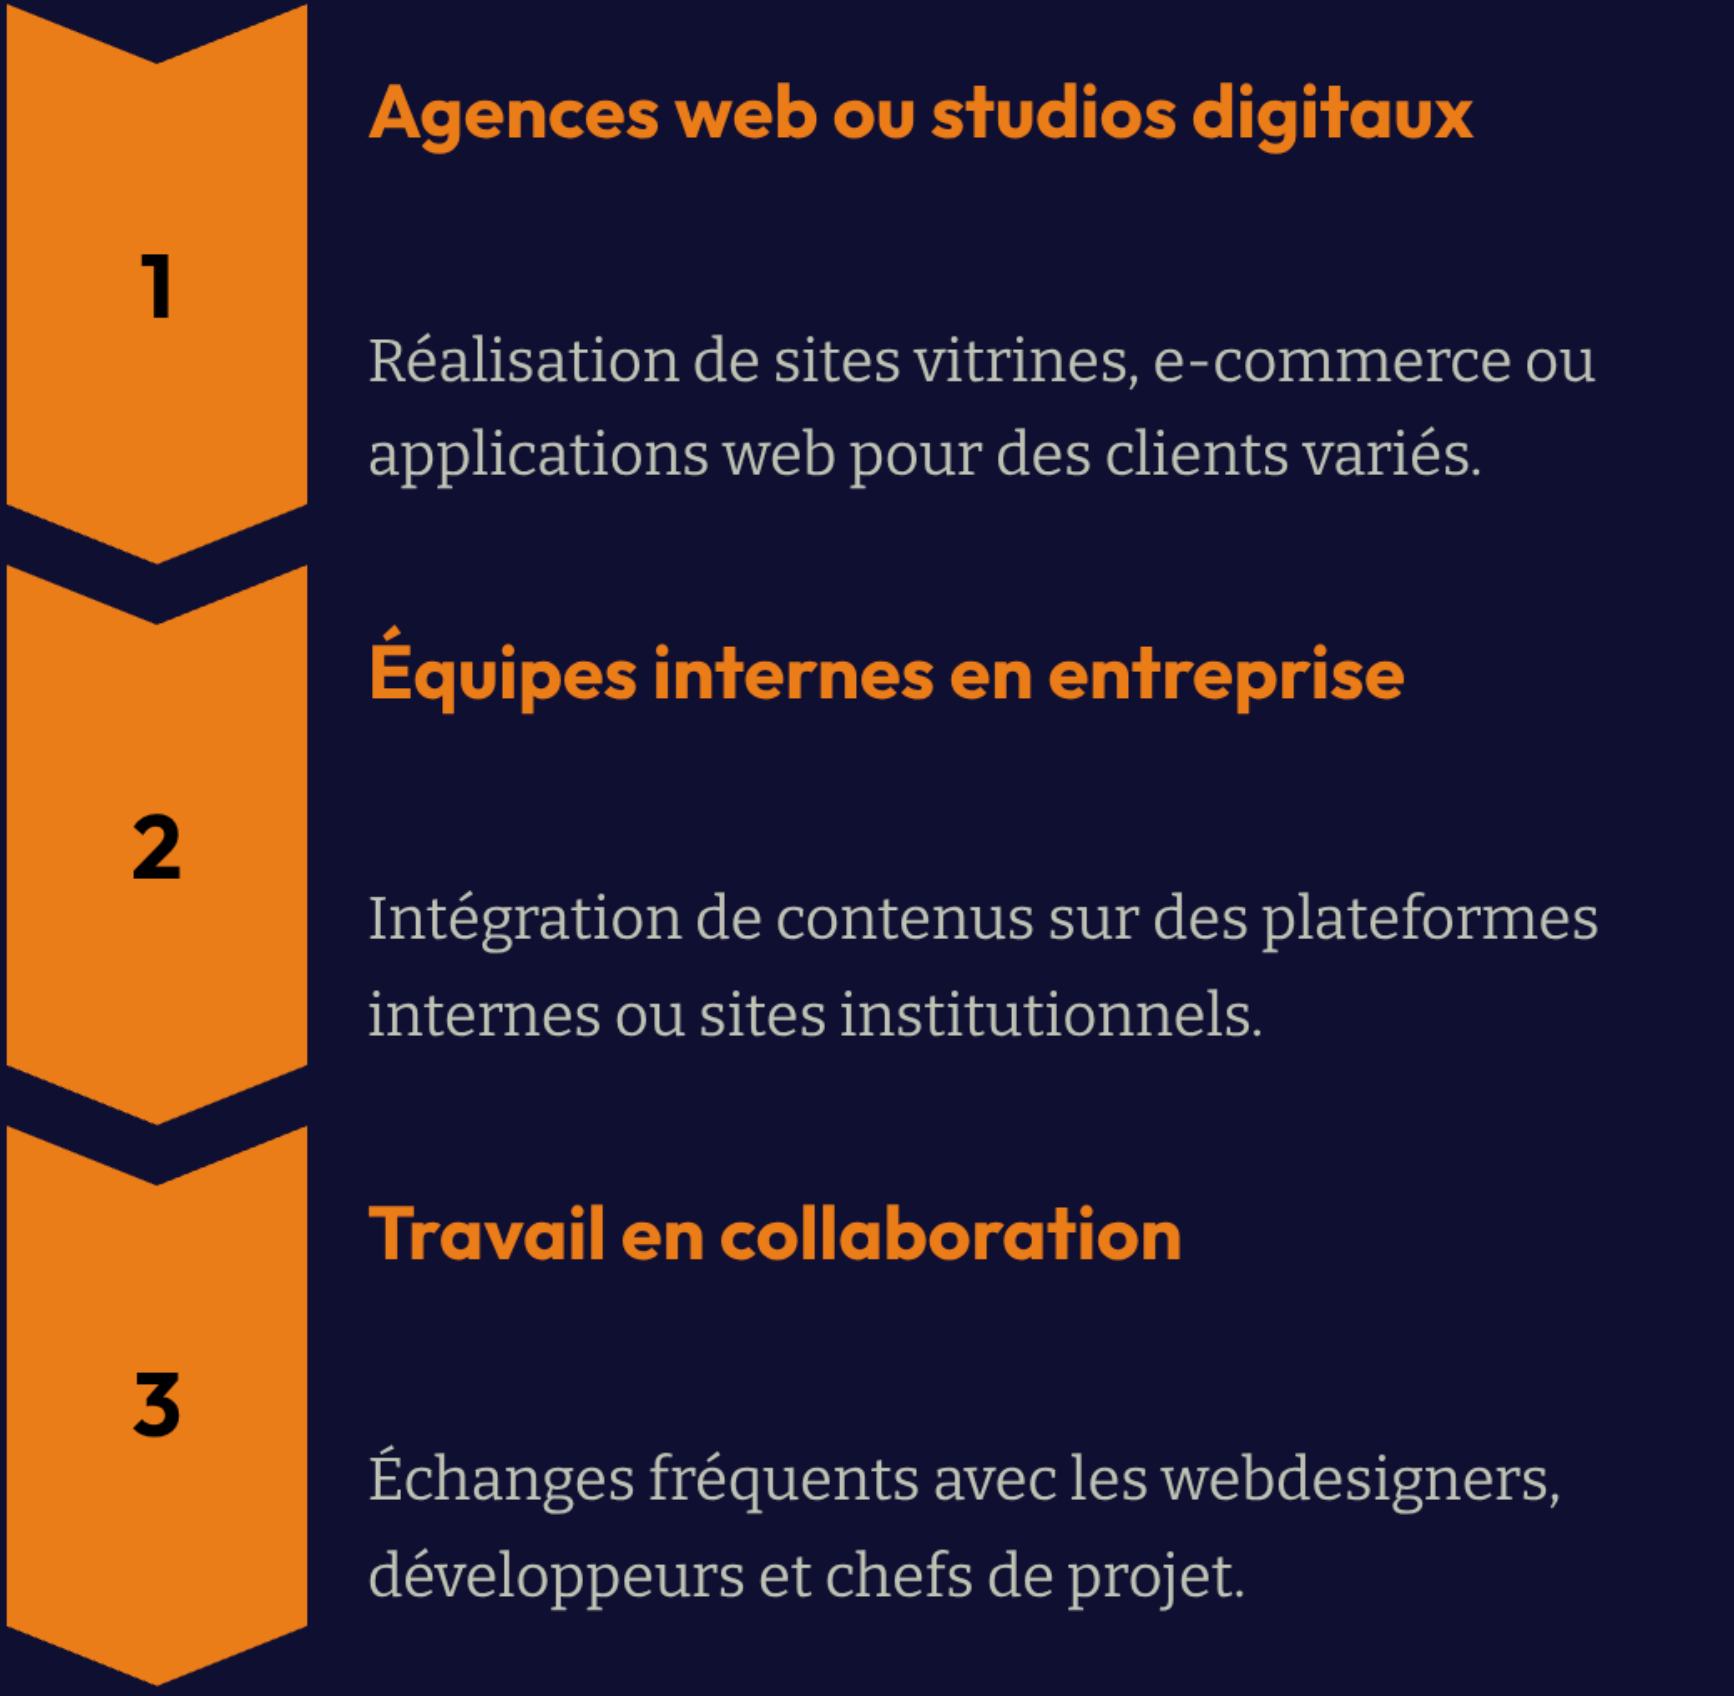 Agences web ou studios digitaux
1
Réalisation de sites vitrines, e-commerce ou
applications web pour des clients variés.
Équipes internes en entreprise
2
Intégration de contenus sur des plateformes
internes ou sites institutionnels.
Travail en collaboration
3
Échanges fréquents avec les webdesigners,
développeurs et chefs de projet.